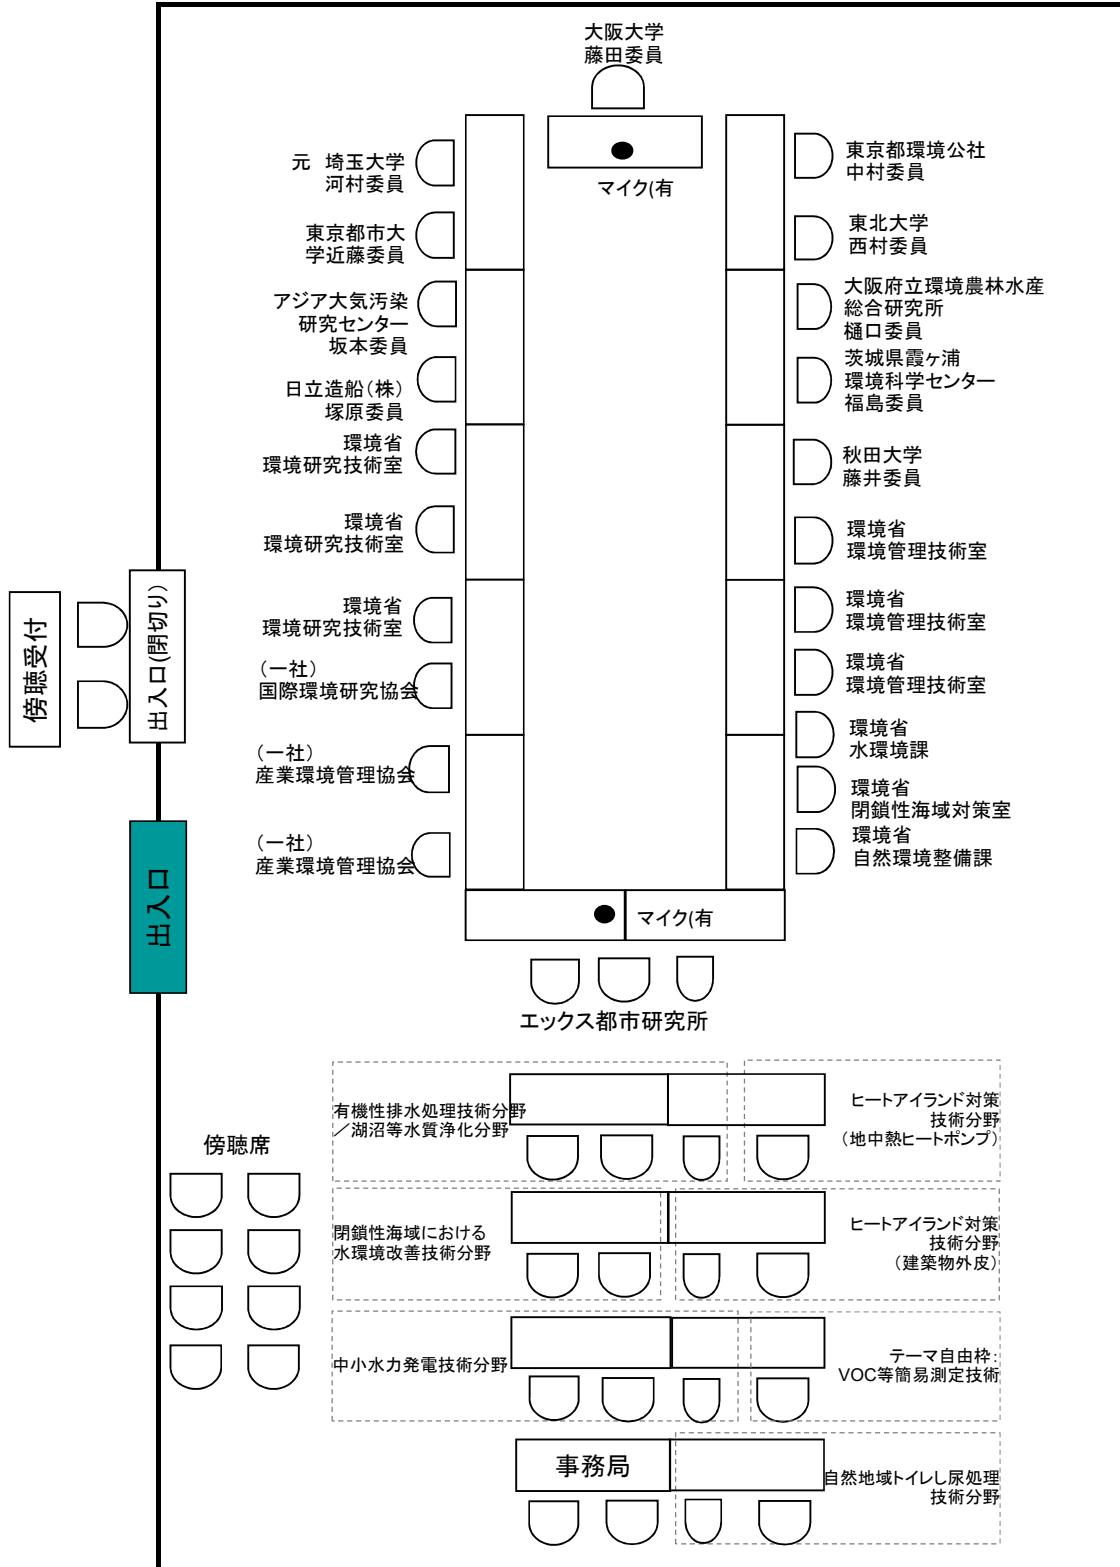 大阪大学
藤田委員
マイク(有
元　埼玉大学
河村委員
東京都市大
学近藤委員
アジア大気汚染
研究センター
坂本委員
日立造船(株)
塚原委員
環境省
環境研究技術室
環境省
環境研究技術室
環境省
環境研究技術室
(一社)
国際環境研究協会
(一社)
産業環境管理協会
(一社)
産業環境管理協会
東京都環境公社
中村委員
東北大学
西村委員
大阪府立環境農林水産
総合研究所
樋口委員
茨城県霞ヶ浦
環境科学センター
福島委員
秋田大学
藤井委員
環境省
環境管理技術室
環境省
環境管理技術室
環境省
環境管理技術室
環境省
水環境課
環境省
閉鎖性海域対策室
環境省
自然環境整備課
傍聴受付
出入口(閉切り)
出入口
マイク(有
エックス都市研究所
傍聴席
有機性排水処理技術分野
／湖沼等水質浄化分野
ヒートアイランド対策
技術分野
(地中熱ヒートポンプ)
閉鎖性海域における
水環境改善技術分野
ヒートアイランド対策
技術分野
(建築物外皮)
中小水力発電技術分野
テーマ自由枠：
VOC等簡易測定技術
事務局
自然地域トイレし尿処理
技術分野